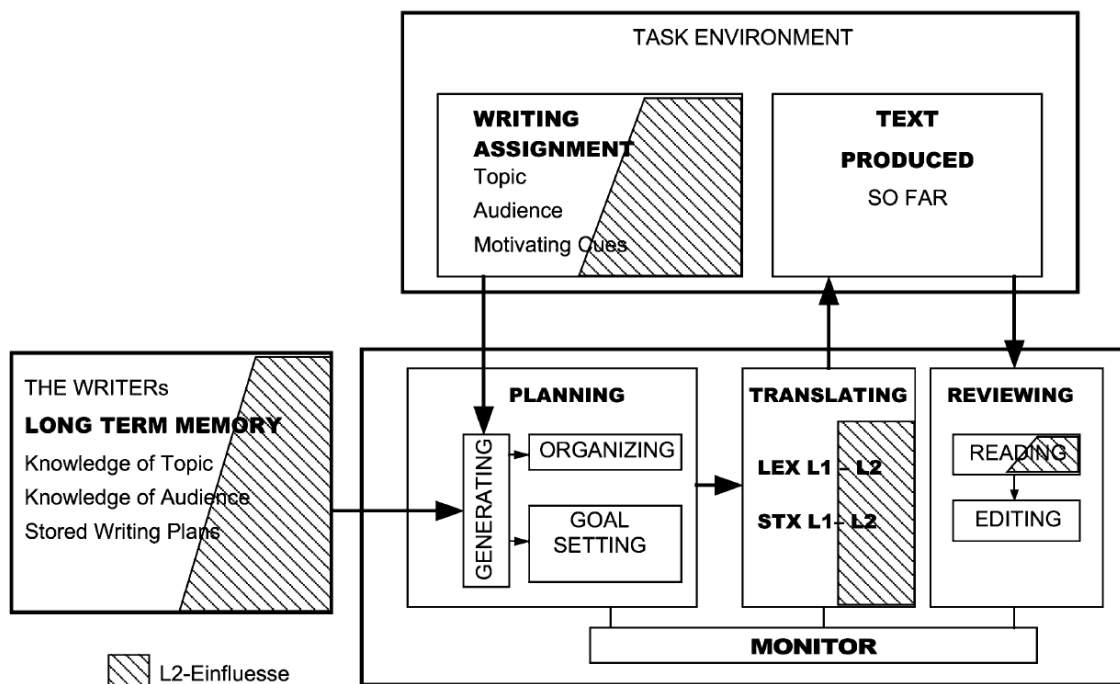 TASK ENVIRONMENT
WRITING
ASSIGNMENT
Topic
Audience
Motivating Cues
TEXT
PRODUCED
SO FAR
THE WRITERs
LONG TERM MEMORY
Knowledge of Topic
Knowledge of Audience
Stored Writing Plans
PLANNING
GENERATING
ORGANIZING
GOAL
SETTING
TRANSLATING
LEX L1 – L2
STX L1– L2
REVIEWING
READING
EDITING
MONITOR
L2-Einfluesse